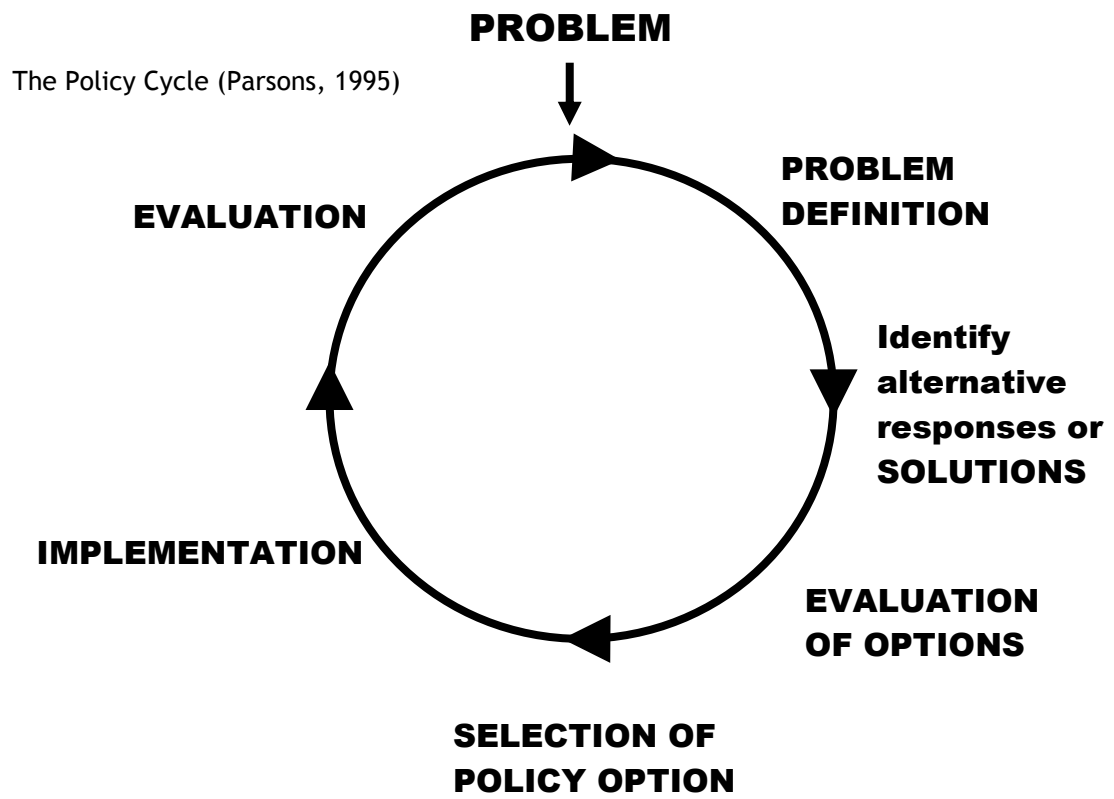 PROBLEM
The Policy Cycle (Parsons, 1995)
PROBLEM
DEFINITION
EVALUATION
Identify
alternative
responses or
SOLUTIONS
IMPLEMENTATION
EVALUATION
OF OPTIONS
SELECTION OF
POLICY OPTION